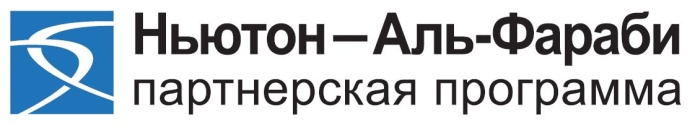 Ньютон – Аль-Фараби
партнерская программа